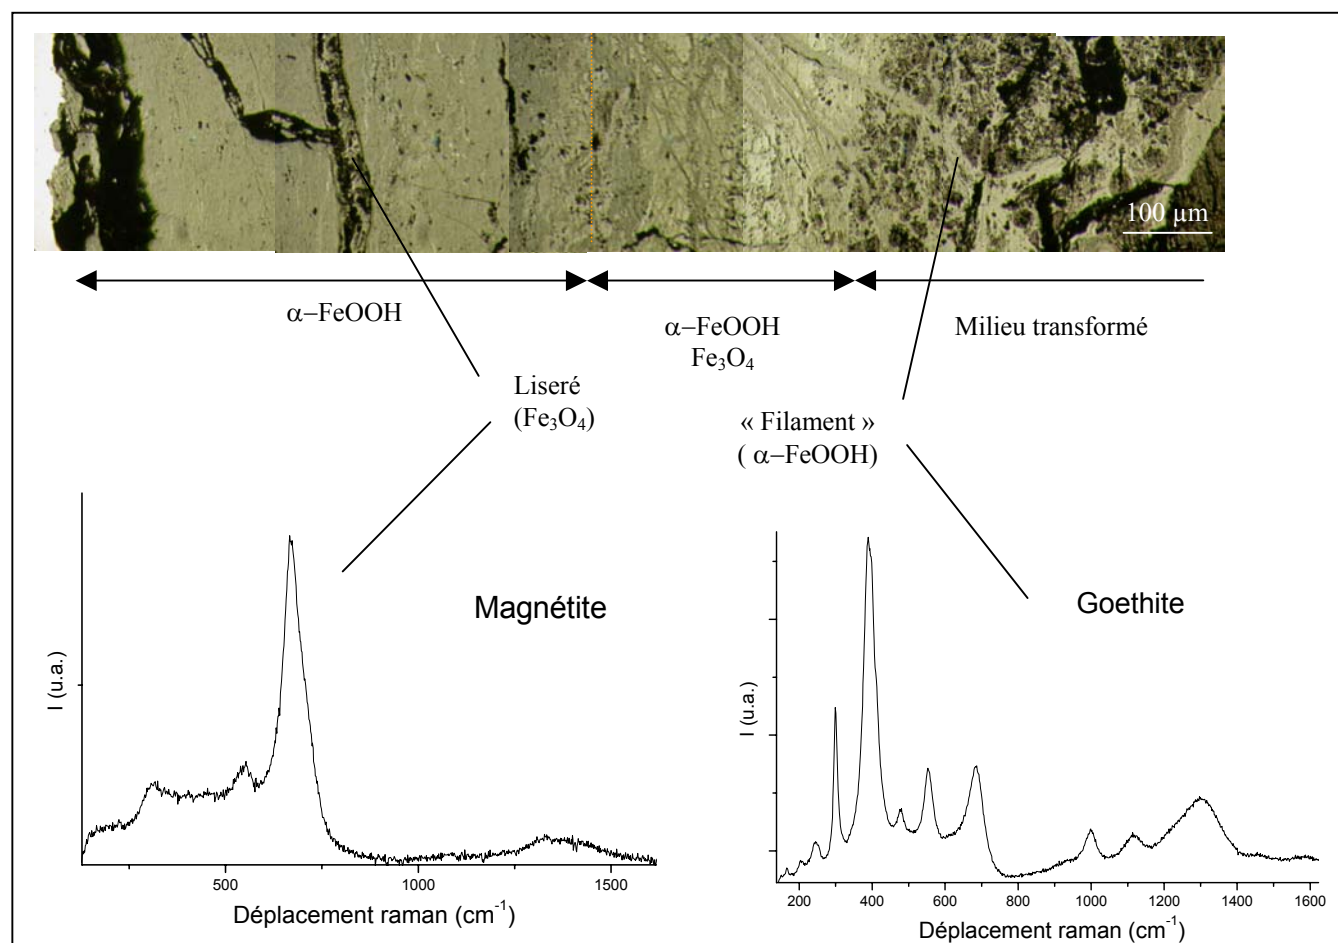 100 µm
α–FeOOH
α–FeOOH
Fe₃O₄
Milieu transformé
Liseré
(Fe₃O₄)
« Filament »
( α–FeOOH)
Magnétite
I (u.a.)
500
1000
1500
Déplacement raman (cm⁻¹)
Goethite
I (u.a.)
200
400
600
800
1000
1200
1400
1600
Déplacement raman (cm⁻¹)